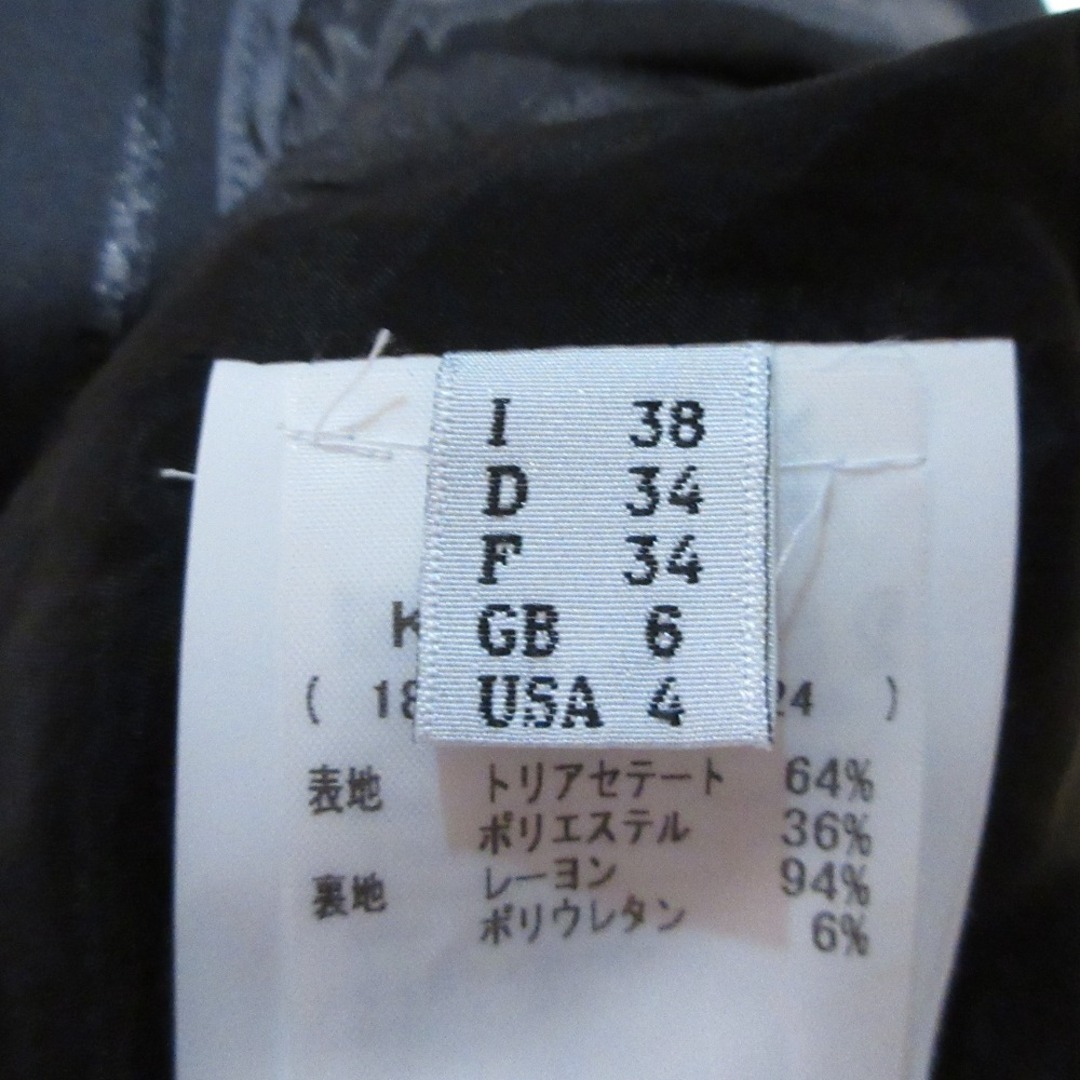 I 38
D 34
F 34
GB 6
USA 4
表地 トリアセテート 64%
ポリエステル 36%
裏地 レーヨン 94%
ポリウレタン 6%